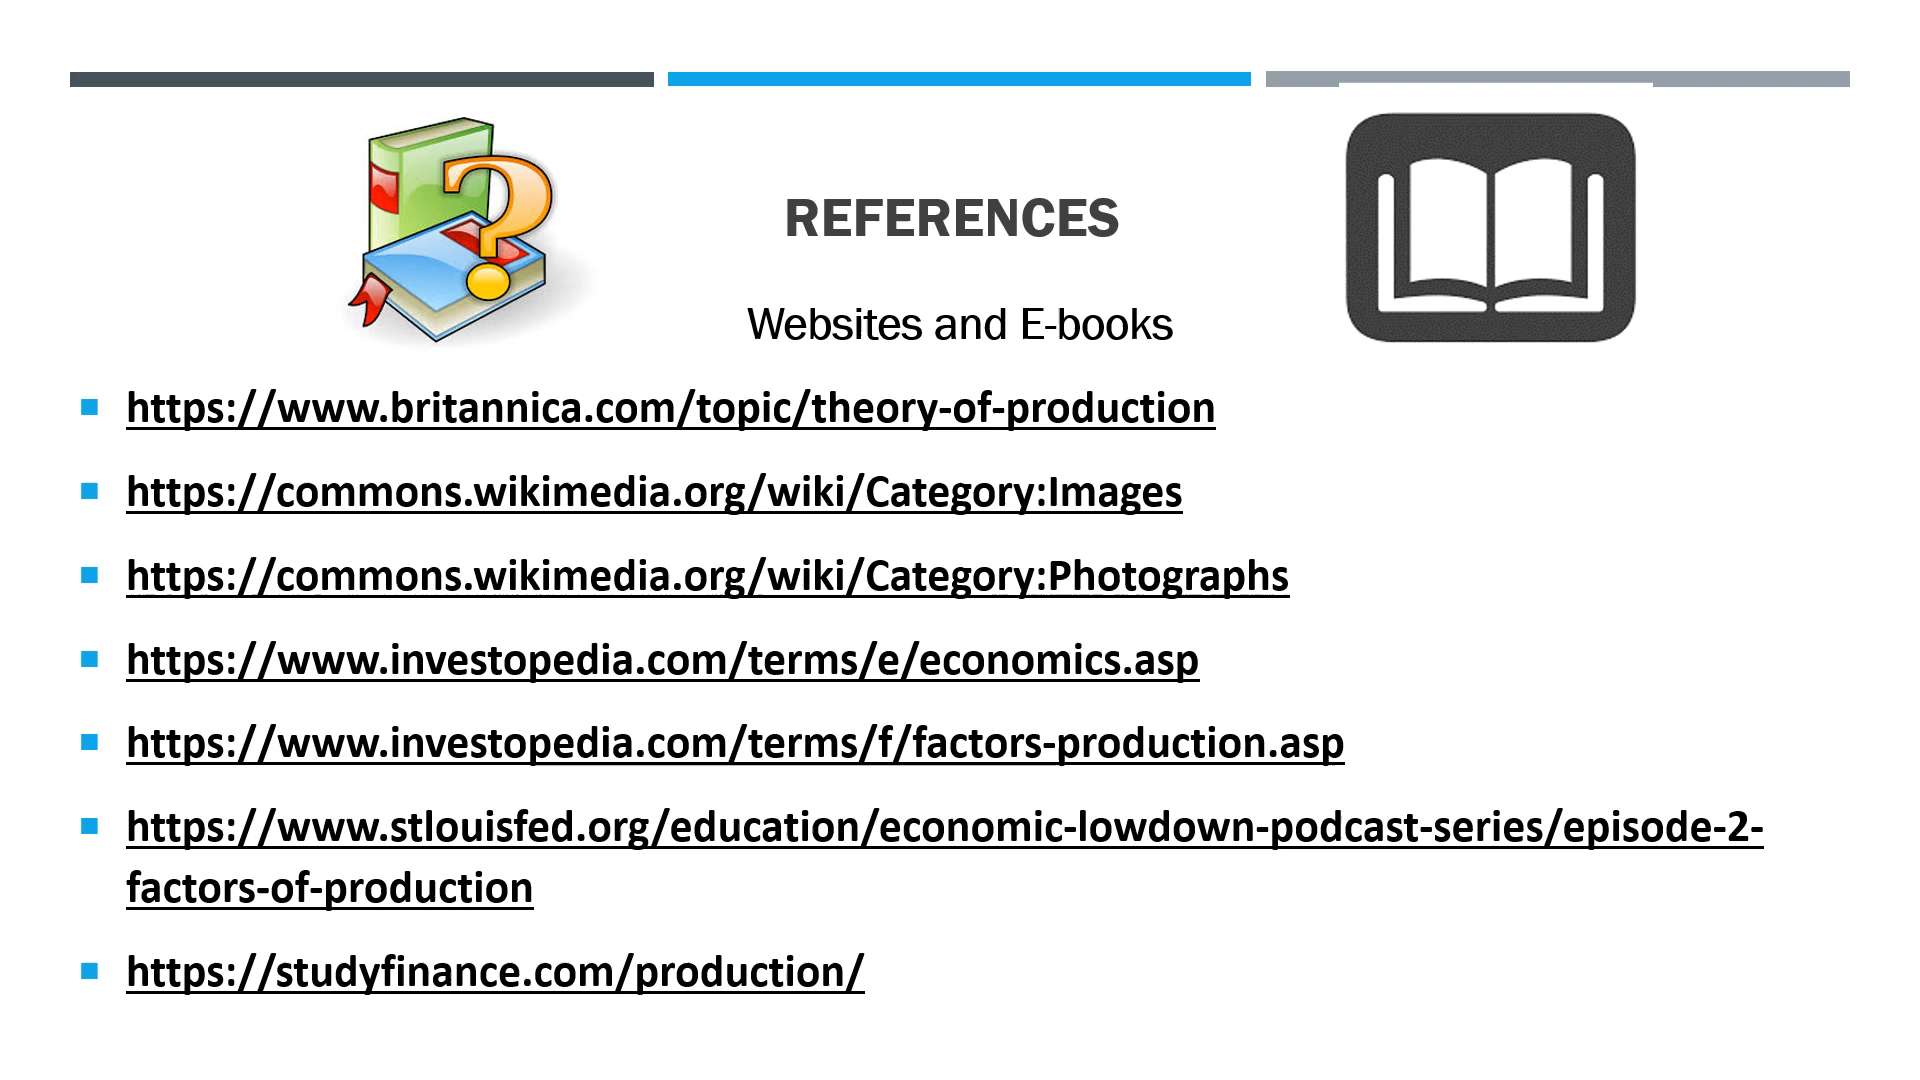 REFERENCES
Websites and E-books
https://www.britannica.com/topic/theory-of-production
https://commons.wikimedia.org/wiki/Category:Images
https://commons.wikimedia.org/wiki/Category:Photographs
https://www.investopedia.com/terms/e/economics.asp
https://www.investopedia.com/terms/f/factors-production.asp
https://www.stlouisfed.org/education/economic-lowdown-podcast-series/episode-2-
factors-of-production
https://studyfinance.com/production/